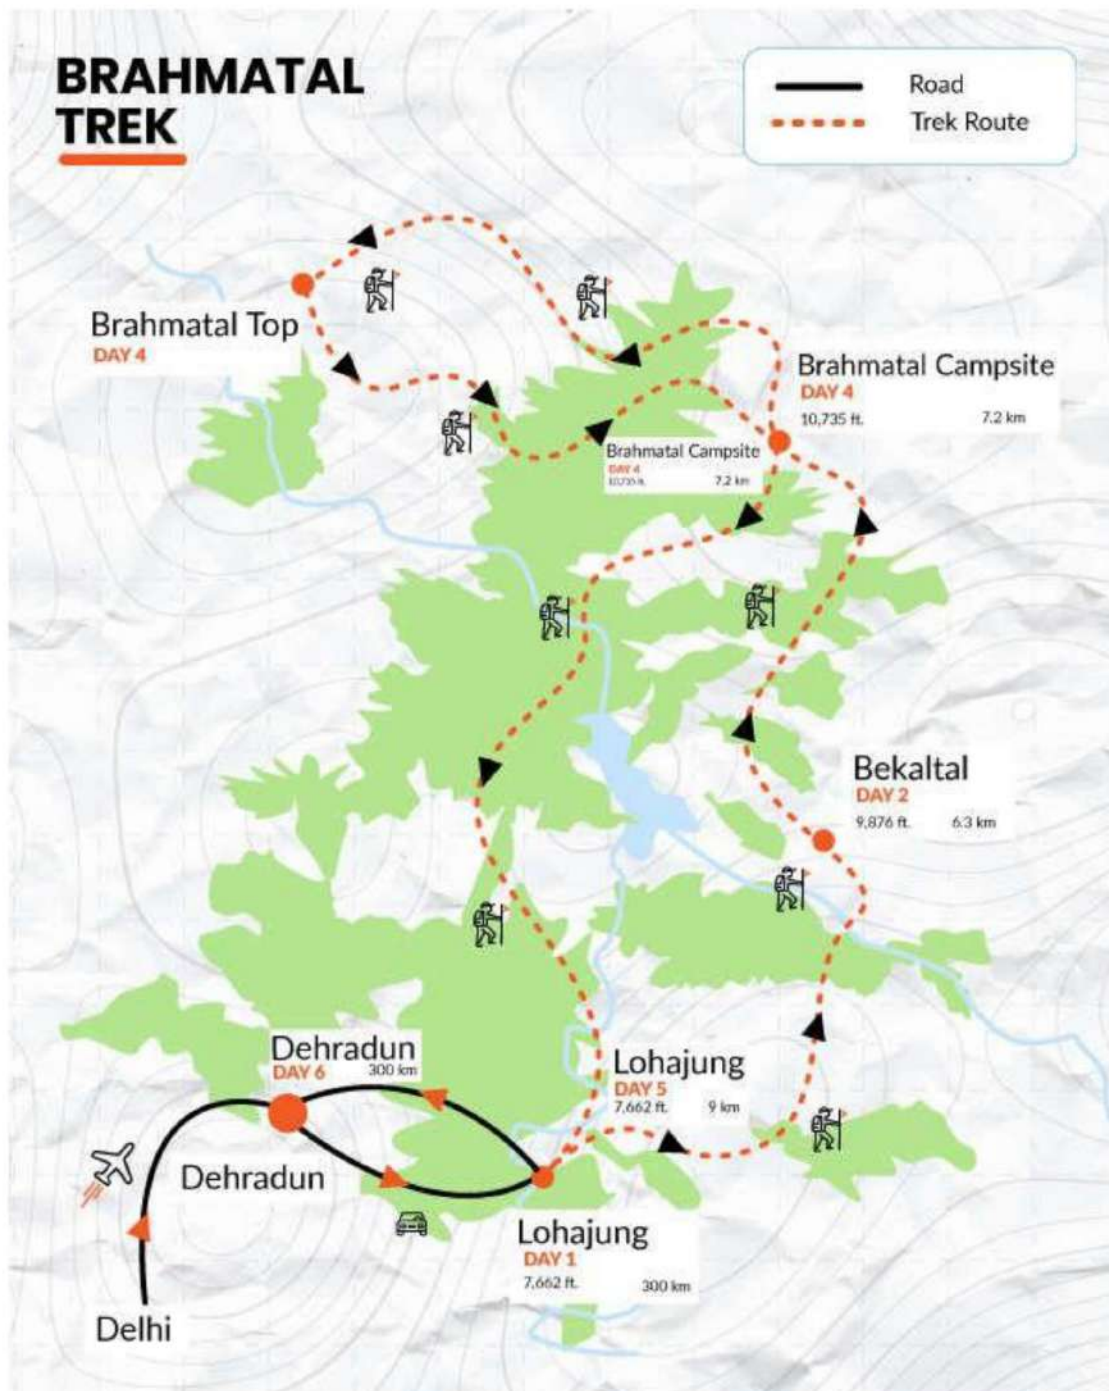 BRAHMATAL
TREK
Road
Trek Route
Brahmatal Top
DAY 4
Brahmatal Campsite
DAY 4
10,735 ft. 7.2 km
Brahmatal Campsite
DAY 4
10,735 ft. 7.2 km
Bekaltal
DAY 2
9,876 ft. 6.3 km
Dehradun
DAY 6 300 km
Lohajung
DAY 5
7,662 ft. 9 km
Dehradun
Lohajung
DAY 1
7,662 ft. 300 km
Delhi